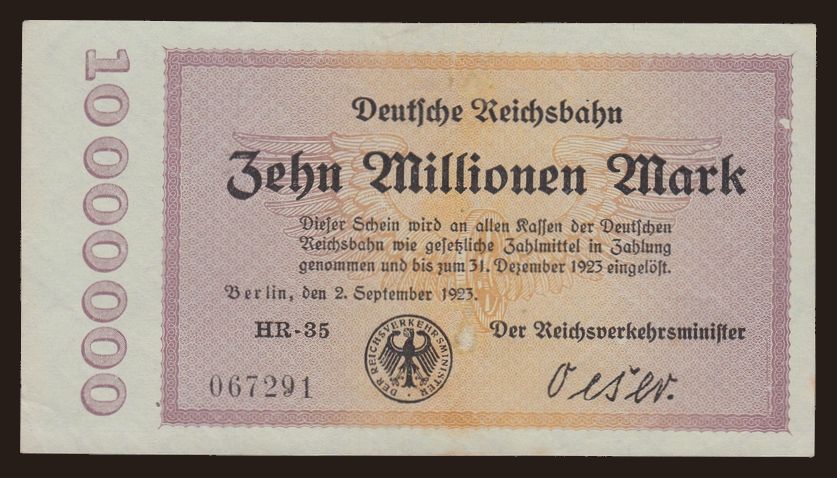 10000000
Deutsche Reichsbahn
Zehn Millionen Mark
Dieser Schein wird an allen Kassen der Deutschen
Reichsbahn wie gesetzliche Zahlmittel in Zahlung
genommen und bis zum 31. Dezember 1923 eingelöst.
Berlin, den 2. September 1923.
HR-35
Der Reichsverkehrsminister
067291
DER REICHSVERKEHRSMINISTER
Oeser.